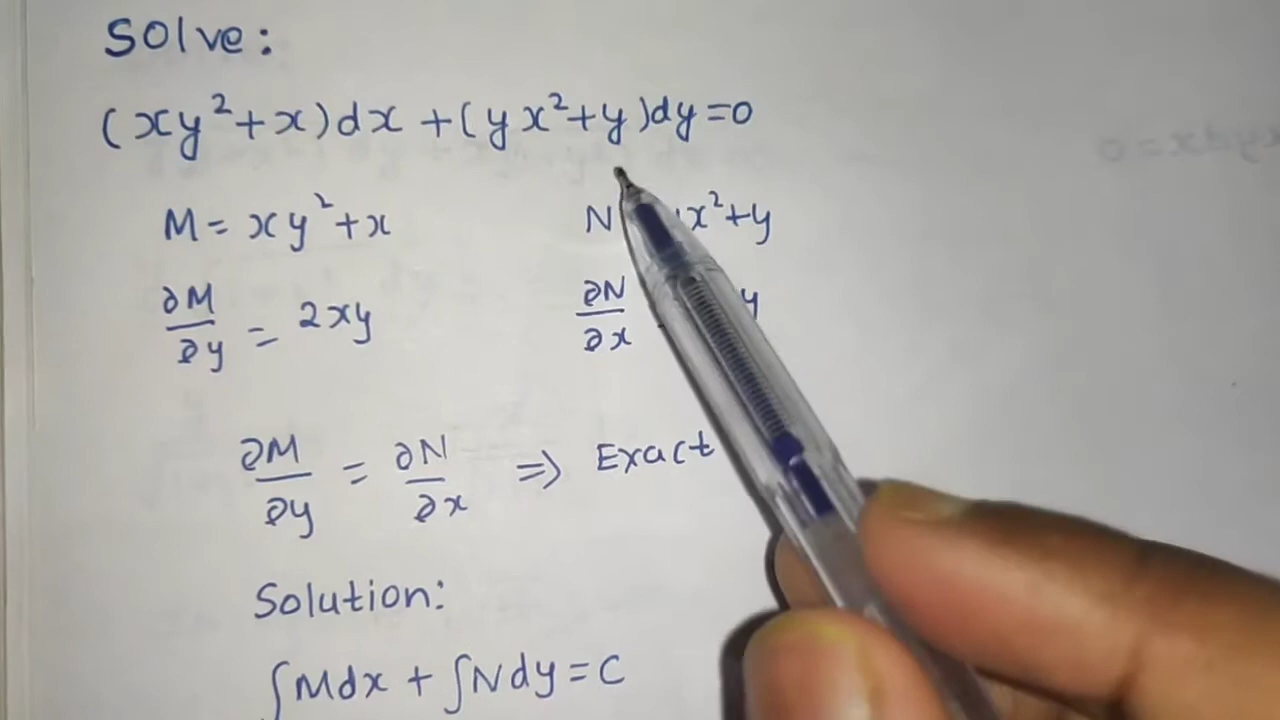 Solve:
(xy²+x)dx +(yx²+y)dy=0
M = xy²+x N x²+y
∂M/∂y = 2xy ∂N/∂x y
∂M/∂y = ∂N/∂x ⇒ Exact
Solution:
∫Mdx + ∫Ndy = C